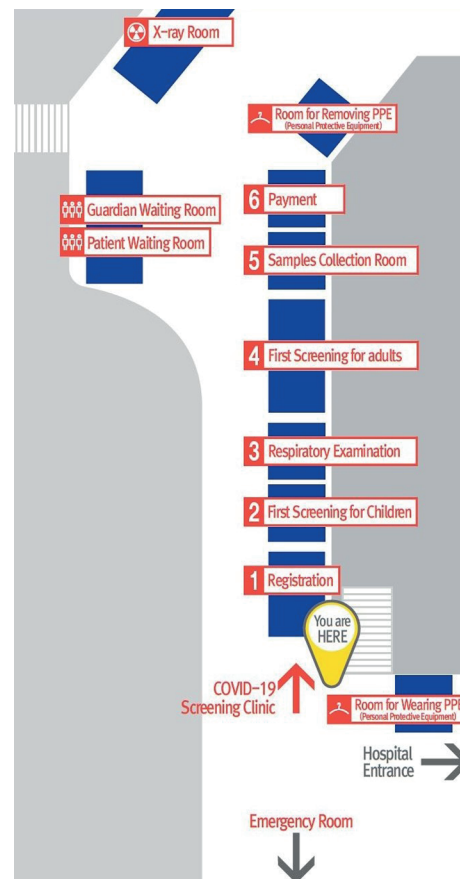 X-ray Room
Room for Removing PPE
(Personal Protective Equipment)
6 Payment
Guardian Waiting Room
Patient Waiting Room
5 Samples Collection Room
4 First Screening for adults
3 Respiratory Examination
2 First Screening for Children
1 Registration
You are
HERE
COVID-19
Screening Clinic
Room for Wearing PPE
(Personal Protective Equipment)
Hospital
Entrance
Emergency Room